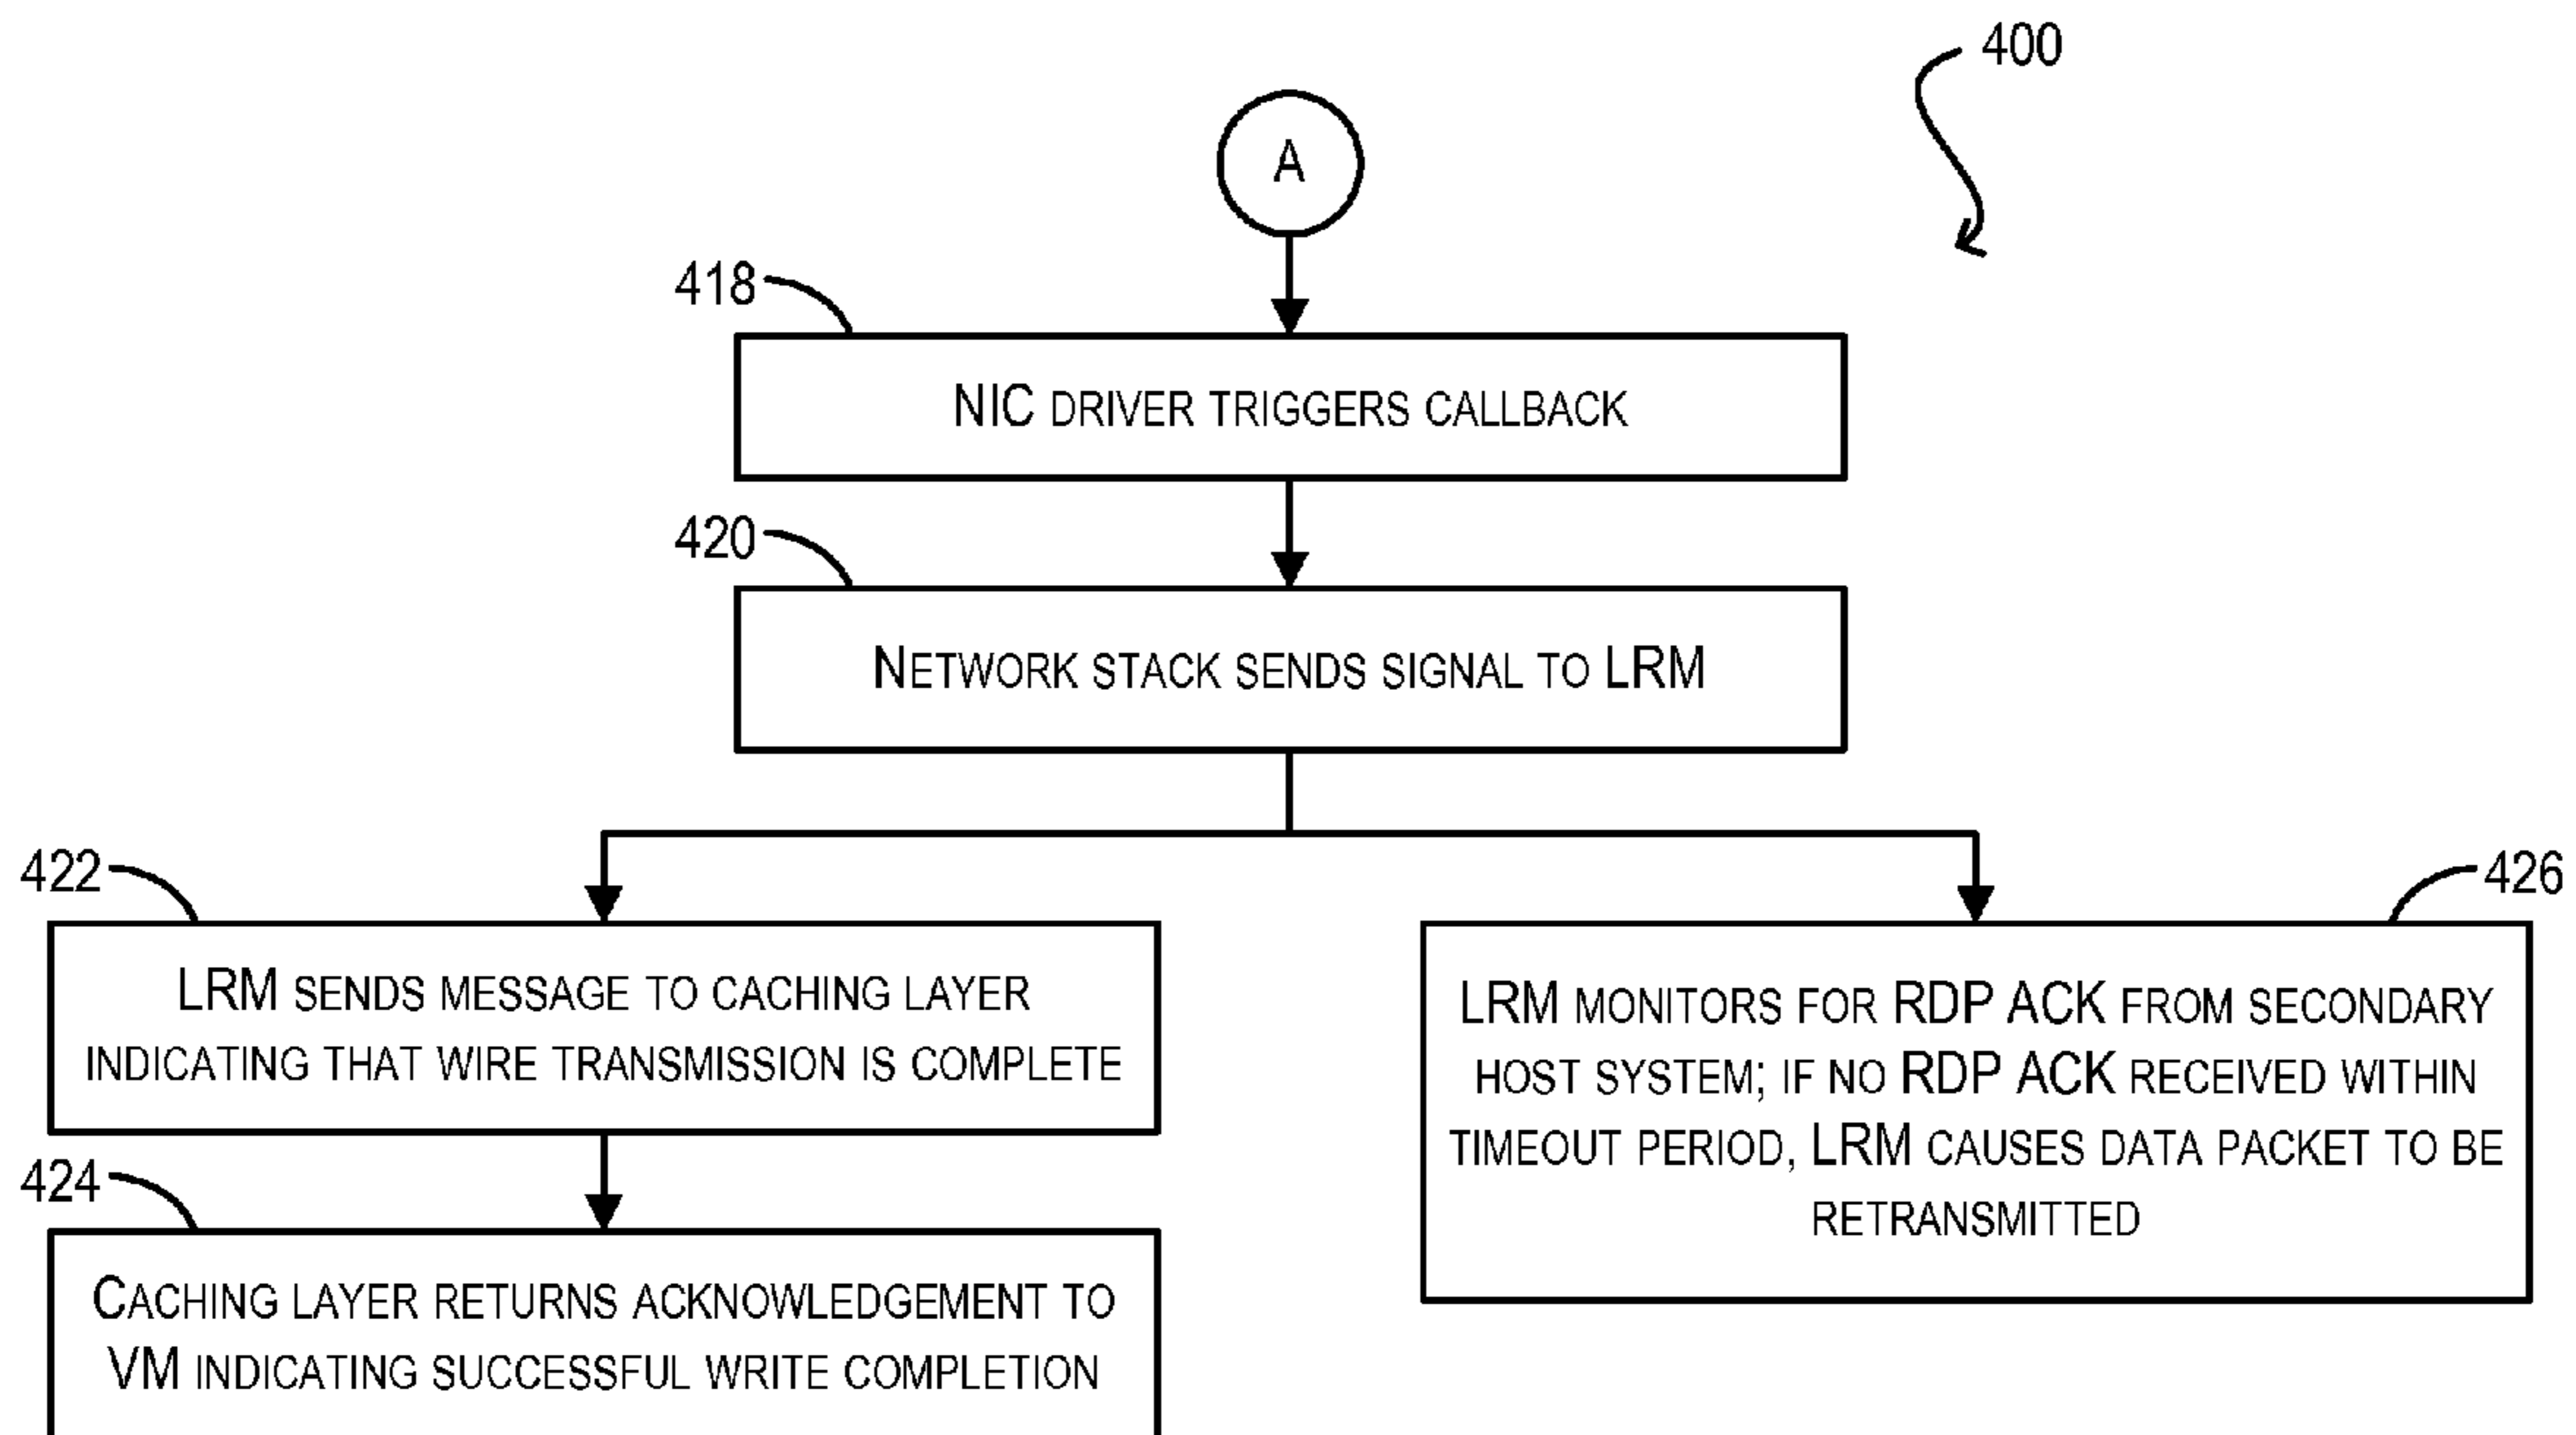 400
A
418
NIC DRIVER TRIGGERS CALLBACK
420
NETWORK STACK SENDS SIGNAL TO LRM
422
LRM SENDS MESSAGE TO CACHING LAYER
INDICATING THAT WIRE TRANSMISSION IS COMPLETE
424
CACHING LAYER RETURNS ACKNOWLEDGEMENT TO
VM INDICATING SUCCESSFUL WRITE COMPLETION
426
LRM MONITORS FOR RDP ACK FROM SECONDARY
HOST SYSTEM; IF NO RDP ACK RECEIVED WITHIN
TIMEOUT PERIOD, LRM CAUSES DATA PACKET TO BE
RETRANSMITTED